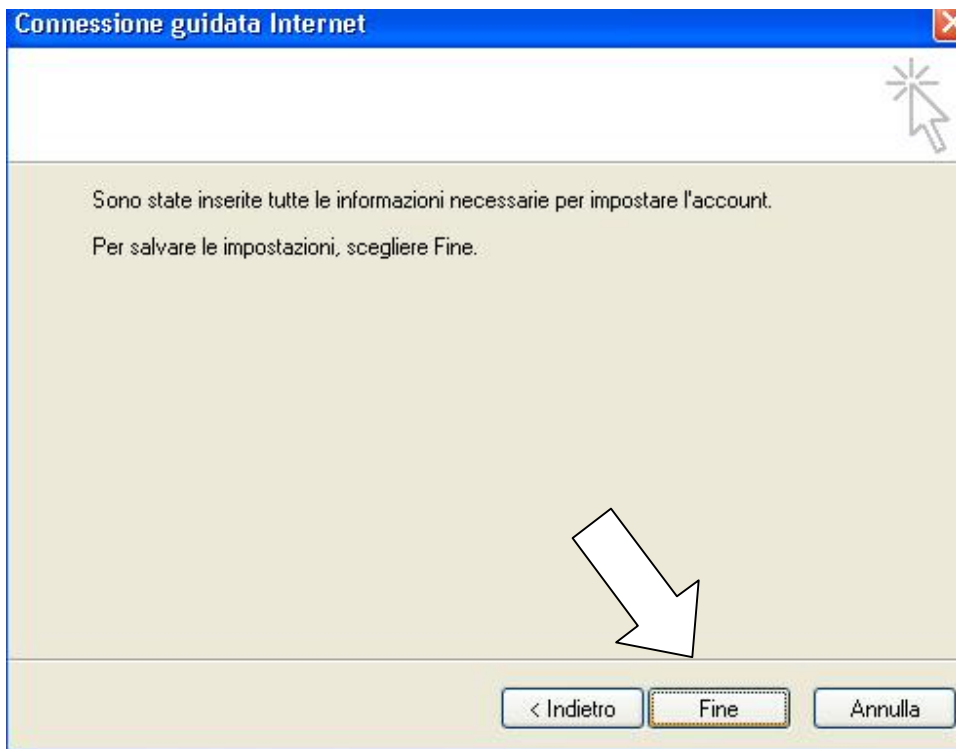 Connessione guidata Internet
Sono state inserite tutte le informazioni necessarie per impostare l'account.
Per salvare le impostazioni, scegliere Fine.
< Indietro
Fine
Annulla